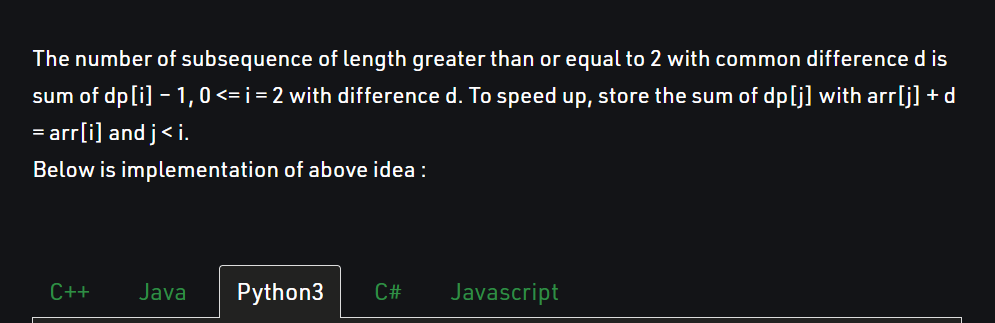 The number of subsequence of length greater than or equal to 2 with common difference d is
sum of dp[i] – 1, 0 <= i = 2 with difference d. To speed up, store the sum of dp[j] with arr[j] + d
= arr[i] and j < i.
Below is implementation of above idea :
C++ Java Python3 C# Javascript